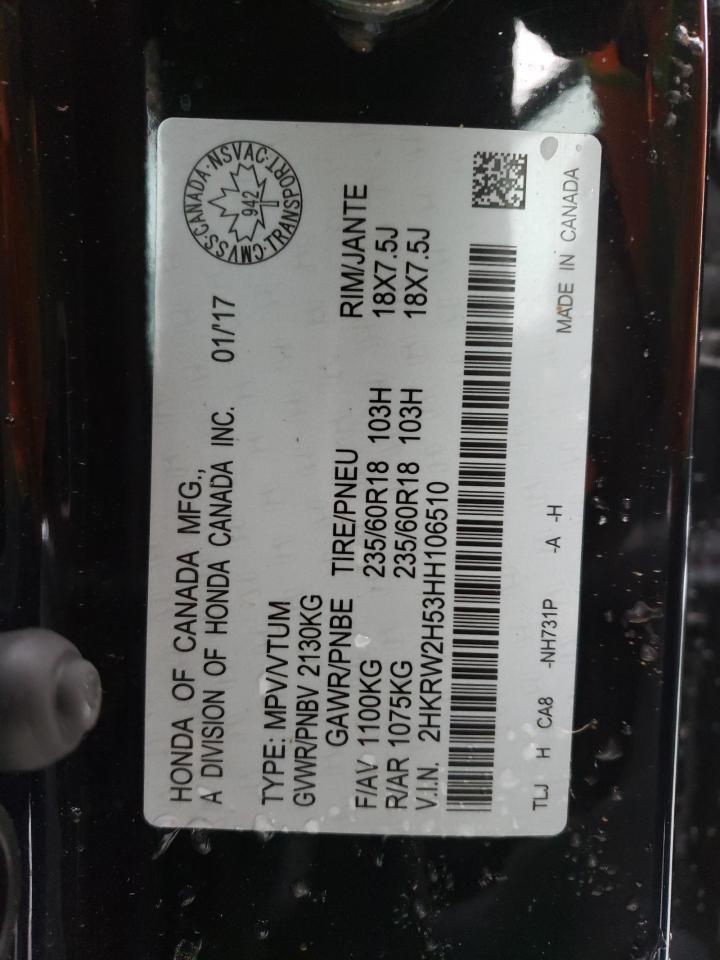 HONDA OF CANADA MFG.,
A DIVISION OF HONDA CANADA INC. 01/'17
CMVSS·CANADA·NSVAC·TRANSPORT·
942
TYPE: MPV/VTUM
GVWR/PNBV 2130KG
GAWR/PNBE TIRE/PNEU RIM/JANTE
F/AV 1100KG 235/60R18 103H 18X7.5J
R/AR 1075KG 235/60R18 103H 18X7.5J
V.I.N. 2HKRW2H53HH106510
TLJ H CA8 -NH731P -A -H MADE IN CANADA